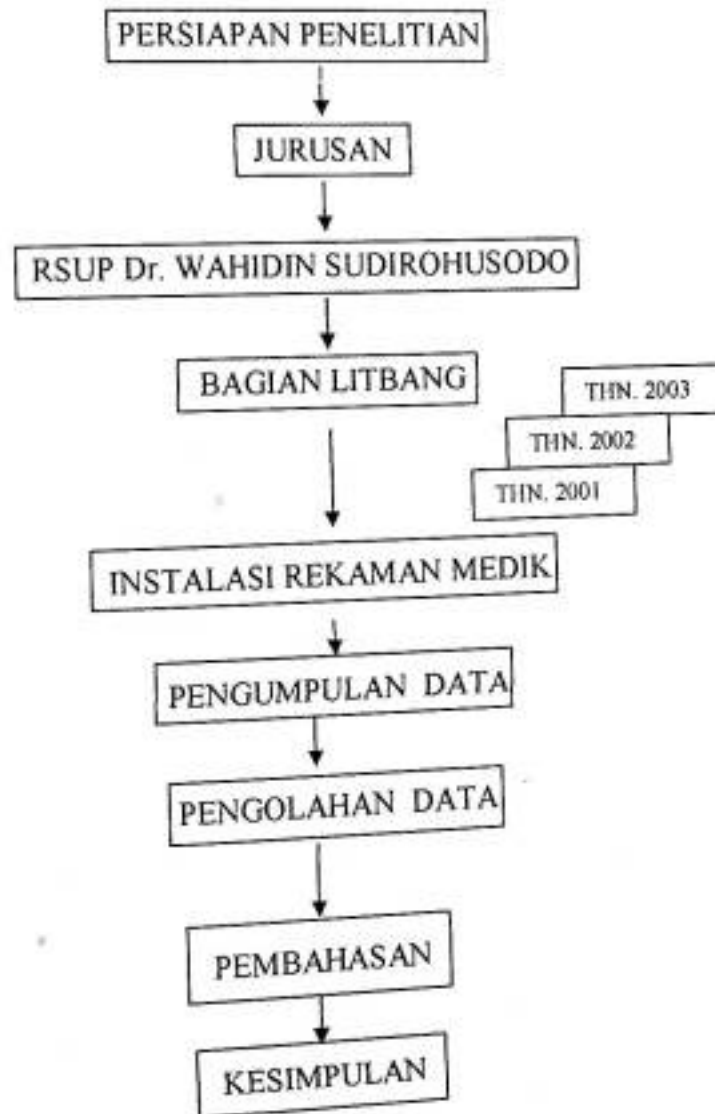 PERSIAPAN PENELITIAN
JURUSAN
RSUP Dr. WAHIDIN SUDIROHUSODO
BAGIAN LITBANG
THN. 2003
THN. 2002
THN. 2001
INSTALASI REKAMAN MEDIK
PENGUMPULAN DATA
PENGOLAHAN DATA
PEMBAHASAN
KESIMPULAN